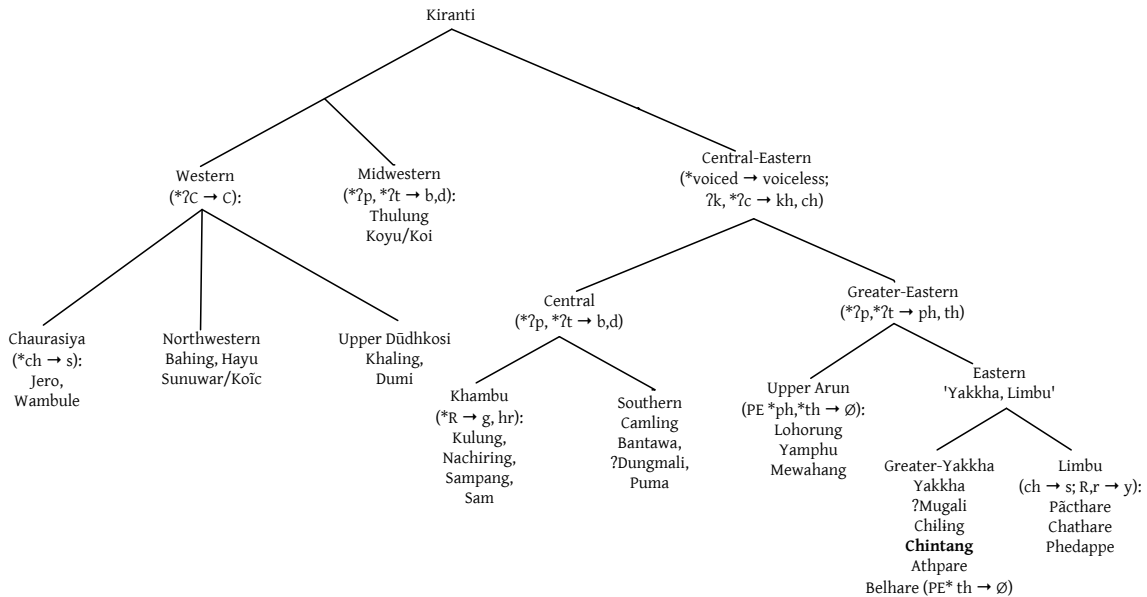 Kiranti
Western
(*ʔC → C):
Midwestern
(*ʔp, *ʔt → b,d):
Thulung
Koyu/Koi
Central-Eastern
(*voiced → voiceless;
ʔk, *ʔc → kh, ch)
Chaurasiya
(*ch → s):
Jero,
Wambule
Northwestern
Bahing, Hayu
Sunuwar/Koĩc
Upper Dūdhkosi
Khaling,
Dumi
Central
(*ʔp, *ʔt → b,d)
Greater-Eastern
(*ʔp,*ʔt → ph, th)
Khambu
(*R → g, hr):
Kulung,
Nachiring,
Sampang,
Sam
Southern
Camling
Bantawa,
?Dungmali,
Puma
Upper Arun
(PE *ph,*th → Ø):
Lohorung
Yamphu
Mewahang
Eastern
'Yakkha, Limbu'
Greater-Yakkha
Yakkha
?Mugali
Chɨlɨng
Chintang
Athpare
Belhare (PE* th → Ø)
Limbu
(ch → s; R,r → y):
Pãcthare
Chathare
Phedappe